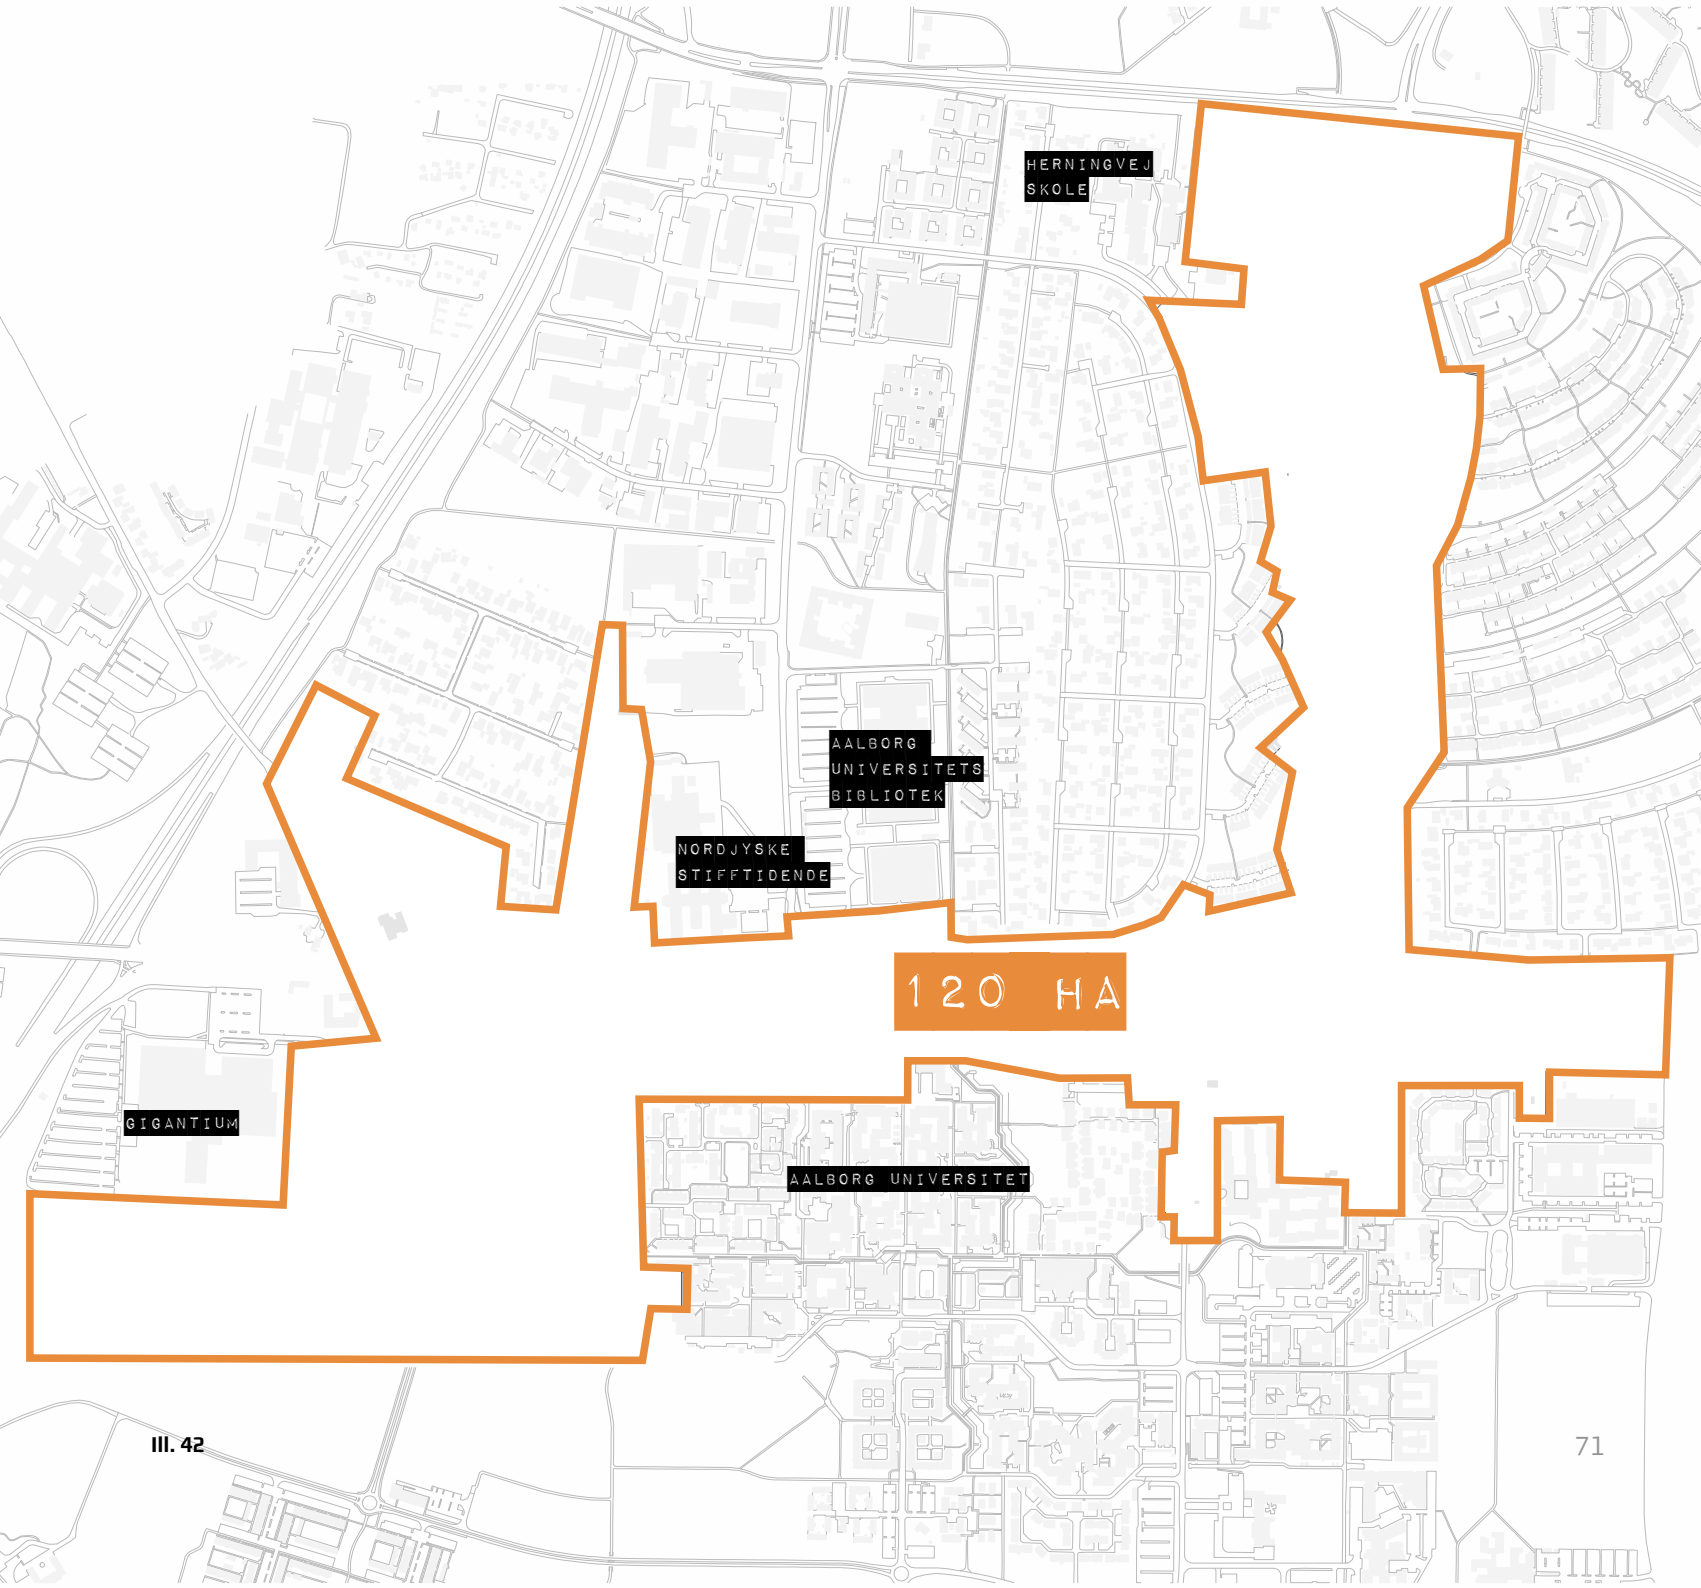 HERNINGVEJ
SKOLE
AALBORG
UNIVERSITETS
BIBLIOTEK
NORDJYSKE
STIFFTIDENDE
120 HA
GIGANTIUM
AALBORG UNIVERSITET
Ill. 42
71